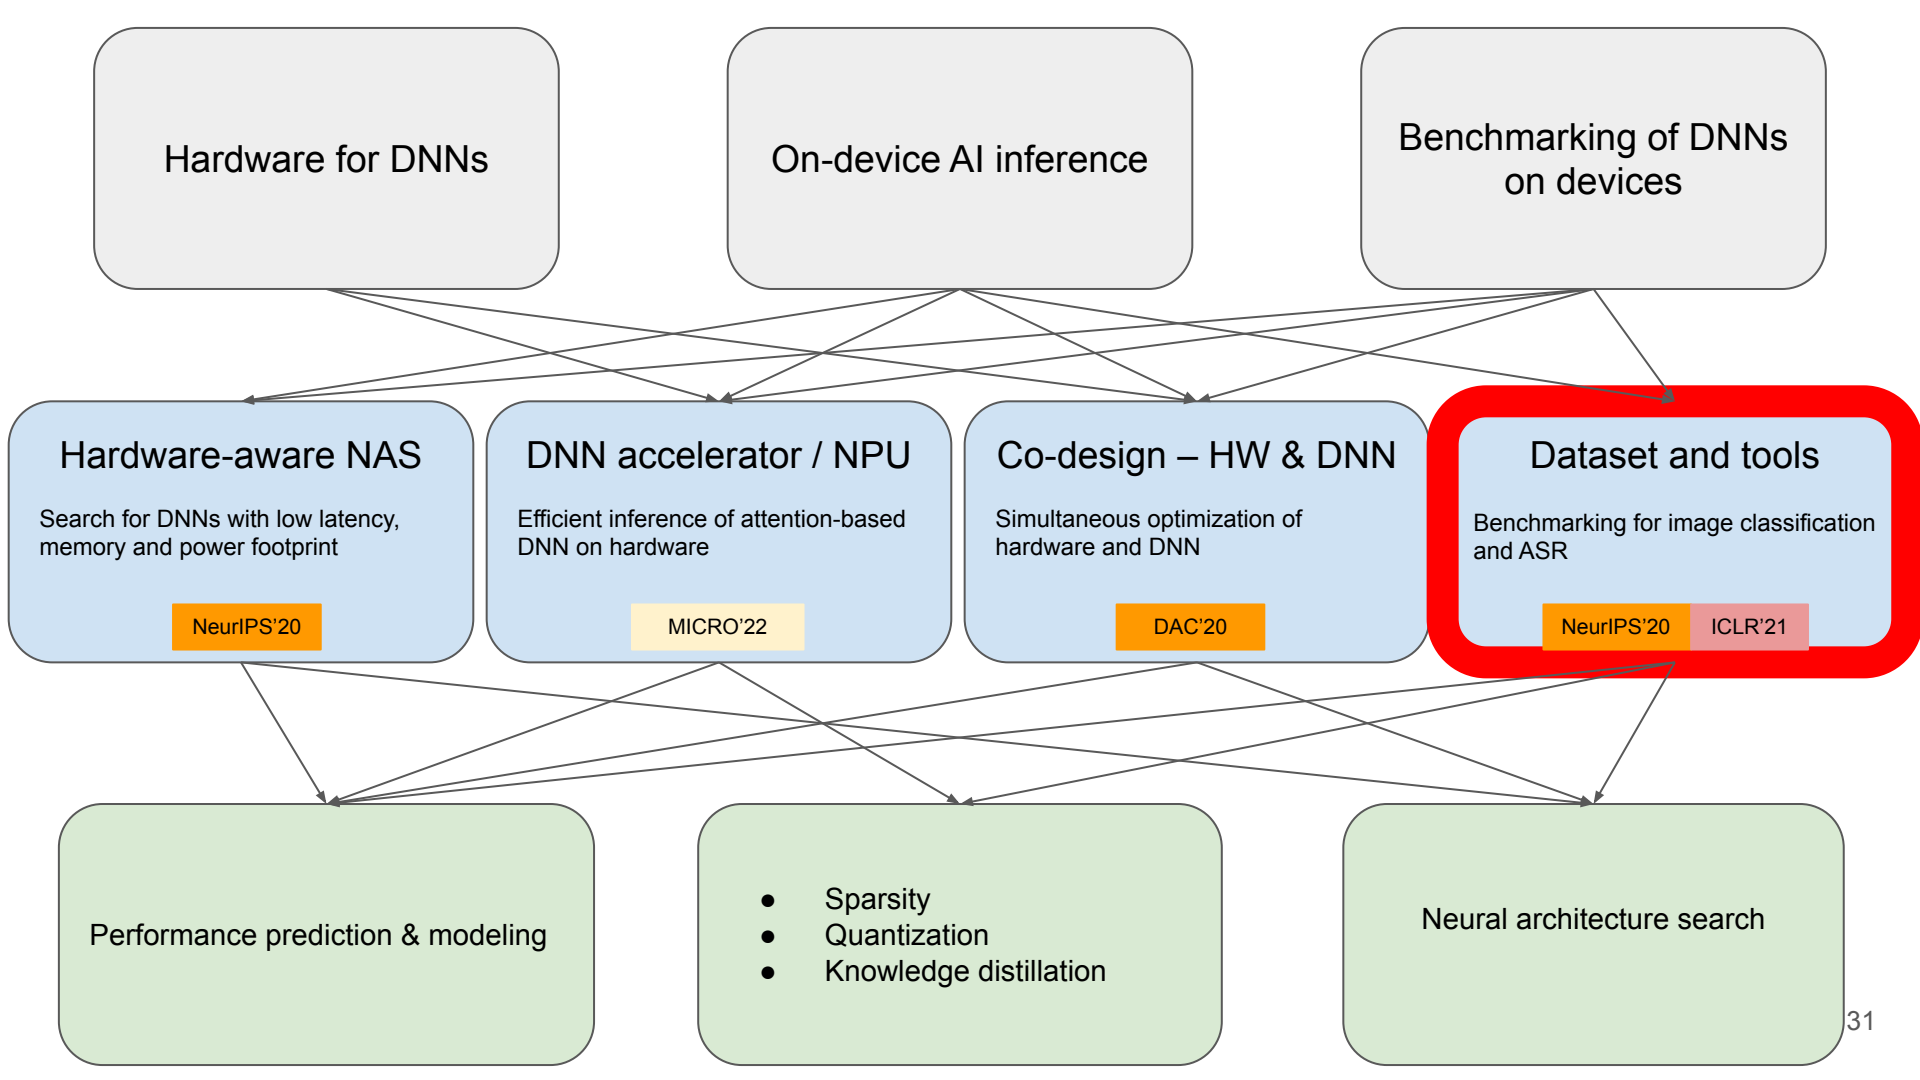 Hardware for DNNs
On-device AI inference
Benchmarking of DNNs
on devices
Hardware-aware NAS
Search for DNNs with low latency,
memory and power footprint
NeurIPS’20
DNN accelerator / NPU
Efficient inference of attention-based
DNN on hardware
MICRO’22
Co-design – HW & DNN
Simultaneous optimization of
hardware and DNN
DAC’20
Dataset and tools
Benchmarking for image classification
and ASR
NeurIPS’20
ICLR’21
Performance prediction & modeling
● Sparsity
● Quantization
● Knowledge distillation
Neural architecture search
31